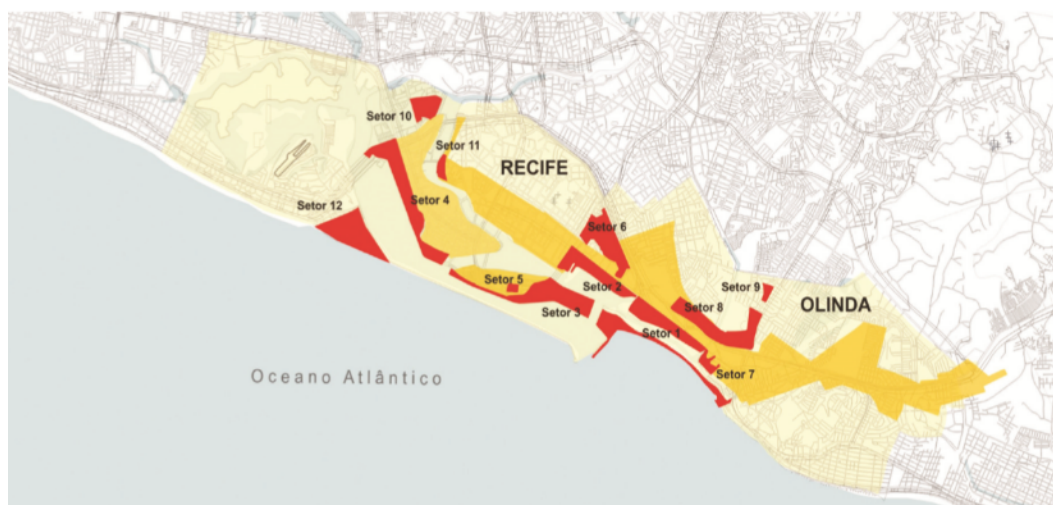 Setor 10
Setor 11
RECIFE
Setor 12
Setor 4
Setor 6
Setor 5
Setor 2
Setor 9
Setor 3
Setor 8
OLINDA
Setor 1
Setor 7
Oceano Atlântico